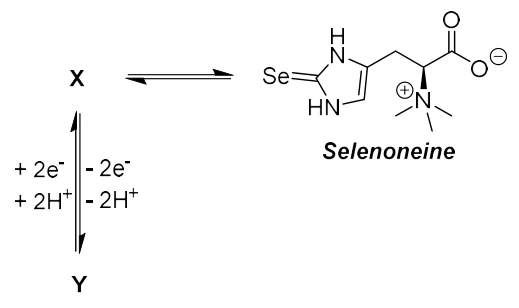 O
H
N
O⊖
X
Se
⊕
N
HN
Selenoneine
+ 2e⁻ - 2e⁻
+ 2H⁺ - 2H⁺
Y